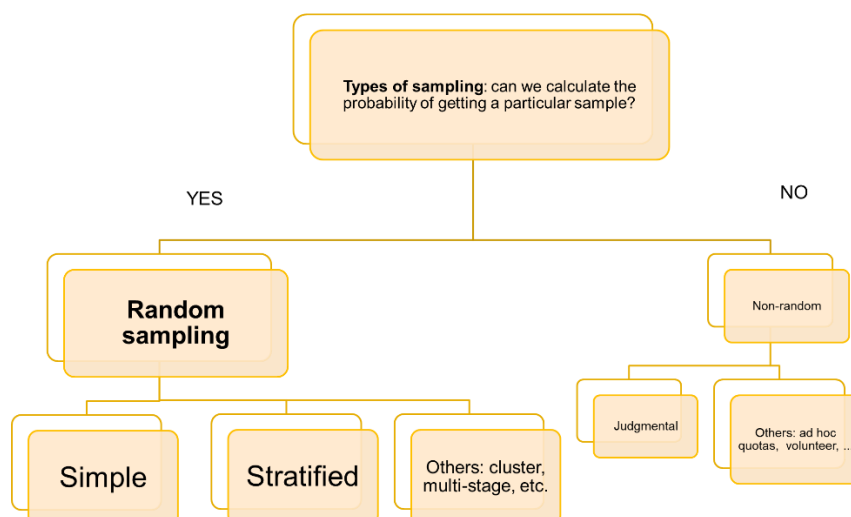 Types of sampling: can we calculate the
probability of getting a particular sample?
YES
NO
Random
sampling
Non-random
Simple
Stratified
Others: cluster,
multi-stage, etc.
Judgmental
Others: ad hoc
quotas, volunteer, ...